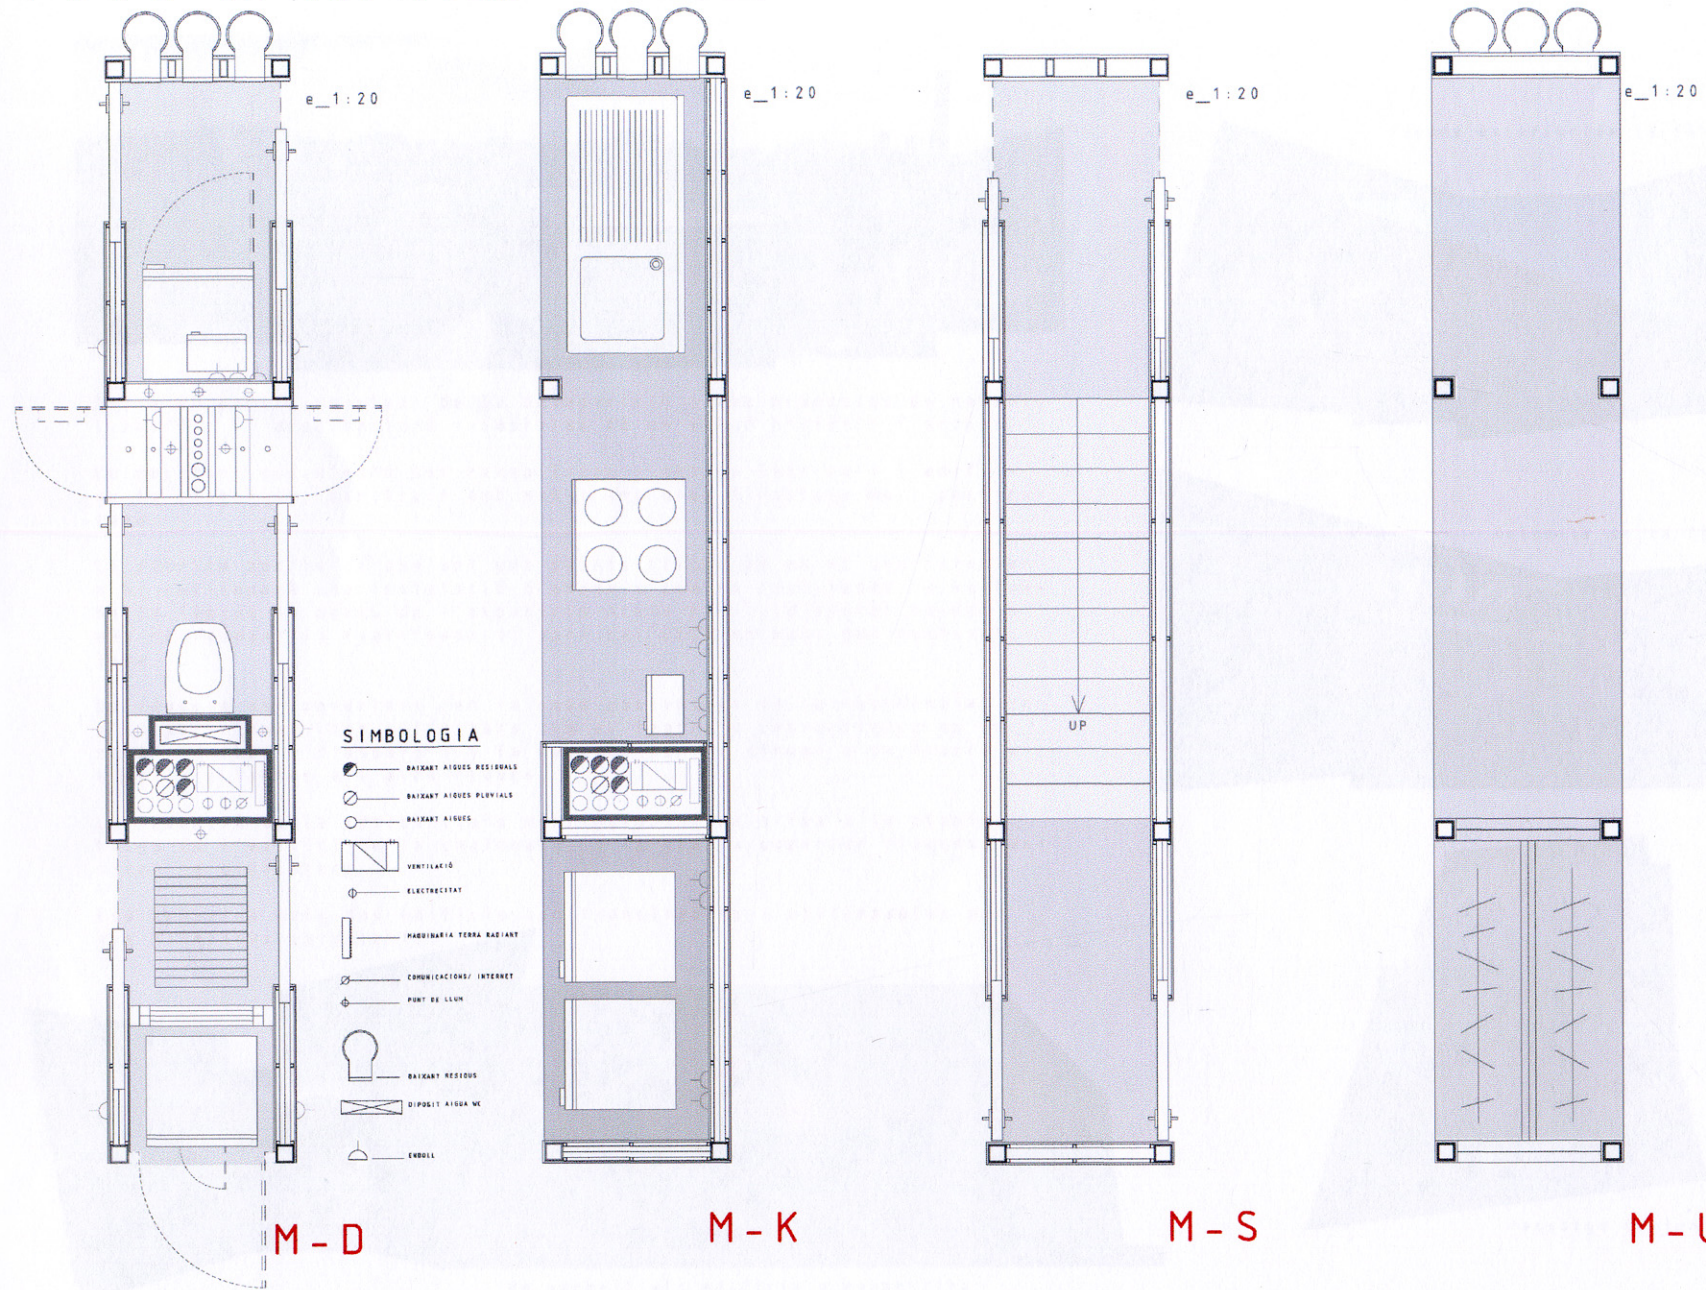 e_1:20
e_1:20
e_1:20
e_1:20
UP
SIMBOLOGIA
BAIXANT AIGUES RESIDUALS
BAIXANT AIGUES PLUVIALS
BAIXANT AIGUES
VENTILACIÓ
ELECTRECITAT
MAQUINARIA TERRA RADIANT
COMUNICACIONS/ INTERNET
PUNT DE LLUM
BAIXANT RESIDUS
DIPOSIT AIGUA WC
ENDOLL
M-D
M-K
M-S
M-U